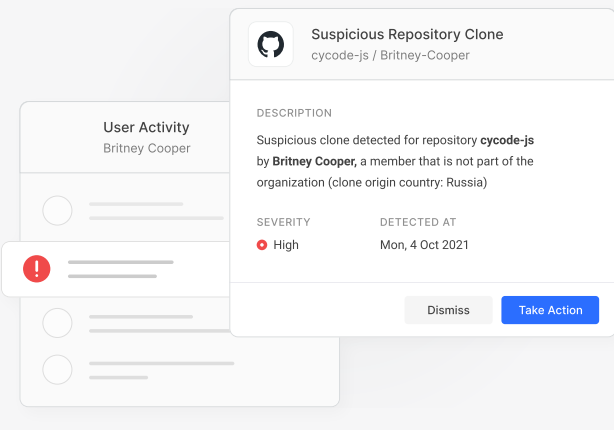 Suspicious Repository Clone
cycode-js / Britney-Cooper
User Activity
Britney Cooper
DESCRIPTION
Suspicious clone detected for repository cycode-js
by Britney Cooper, a member that is not part of the
organization (clone origin country: Russia)
SEVERITY
DETECTED AT
High
Mon, 4 Oct 2021
Dismiss
Take Action